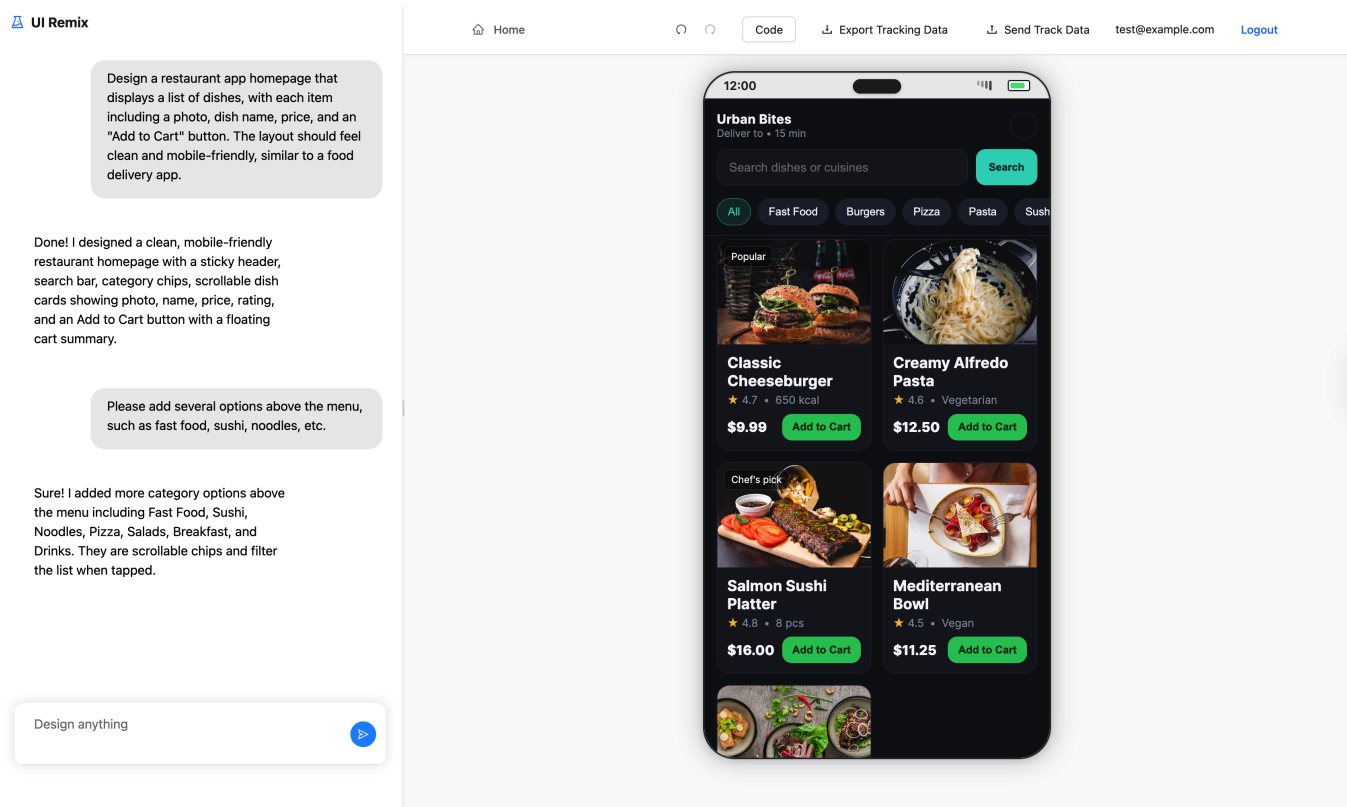 UI Remix
Home
Code
Export Tracking Data
Send Track Data
test@example.com
Logout
Design a restaurant app homepage that
displays a list of dishes, with each item
including a photo, dish name, price, and an
"Add to Cart" button. The layout should feel
clean and mobile-friendly, similar to a food
delivery app.
Done! I designed a clean, mobile-friendly
restaurant homepage with a sticky header,
search bar, category chips, scrollable dish
cards showing photo, name, price, rating,
and an Add to Cart button with a floating
cart summary.
Please add several options above the menu,
such as fast food, sushi, noodles, etc.
Sure! I added more category options above
the menu including Fast Food, Sushi,
Noodles, Pizza, Salads, Breakfast, and
Drinks. They are scrollable chips and filter
the list when tapped.
Design anything
12:00
Urban Bites
Deliver to • 15 min
Search dishes or cuisines
Search
All
Fast Food
Burgers
Pizza
Pasta
Sush
Popular
Classic
Cheeseburger
★ 4.7 • 650 kcal
$9.99
Add to Cart
Creamy Alfredo
Pasta
★ 4.6 • Vegetarian
$12.50
Add to Cart
Chef's pick
Salmon Sushi
Platter
★ 4.8 • 8 pcs
$16.00
Add to Cart
Mediterranean
Bowl
★ 4.5 • Vegan
$11.25
Add to Cart